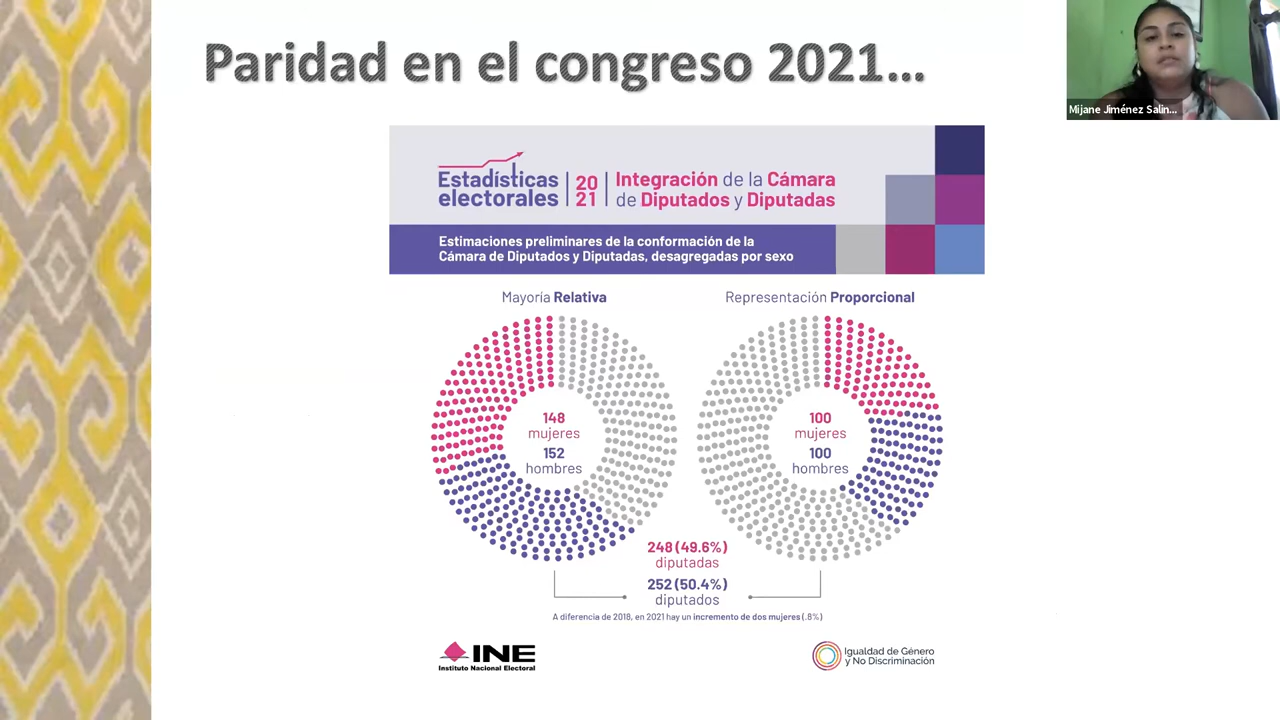 Paridad en el congreso 2021...
Mijane Jiménez Salin...
Estadísticas electorales
2021
Integración de la Cámara
de Diputados y Diputadas
Estimaciones preliminares de la conformación de la
Cámara de Diputados y Diputadas, desagregadas por sexo
Mayoría Relativa
148
mujeres
152
hombres
Representación Proporcional
100
mujeres
100
hombres
248 (49.6%)
diputadas
252 (50.4%)
diputados
A diferencia de 2018, en 2021 hay un incremento de dos mujeres (.8%)
INE
Instituto Nacional Electoral
Igualdad de Género
y No Discriminación